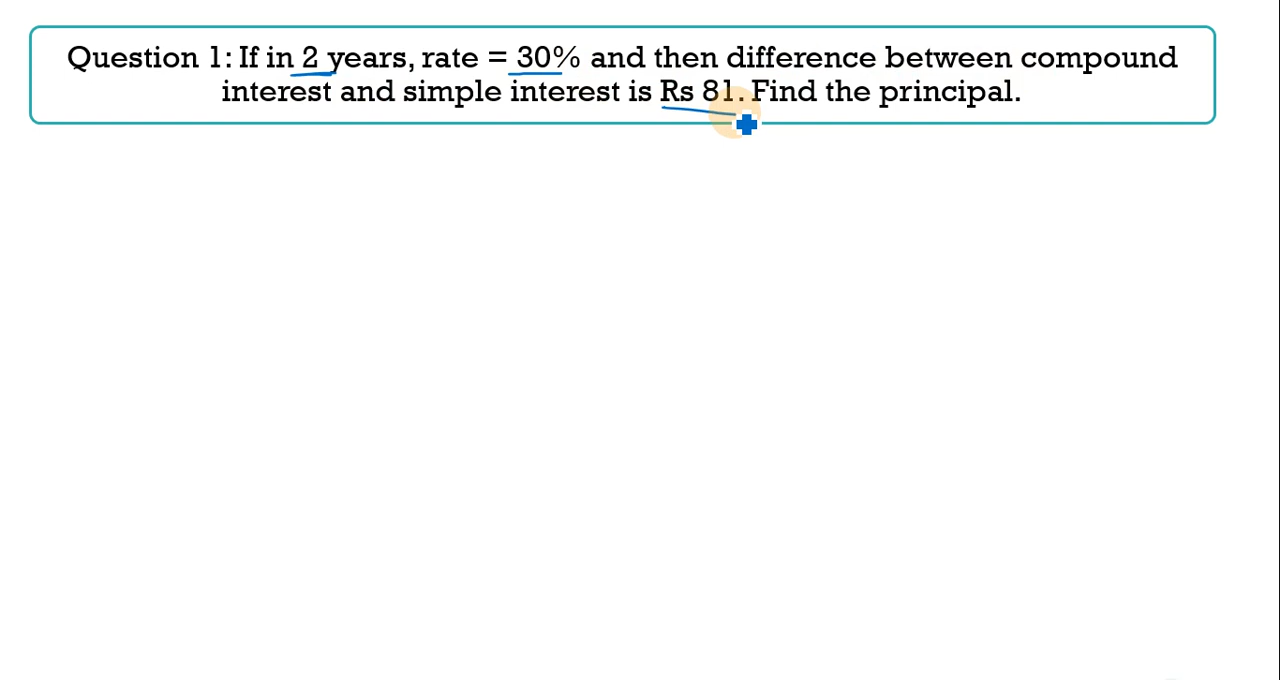 Question 1: If in 2 years, rate = 30% and then difference between compound
interest and simple interest is Rs 81. Find the principal.